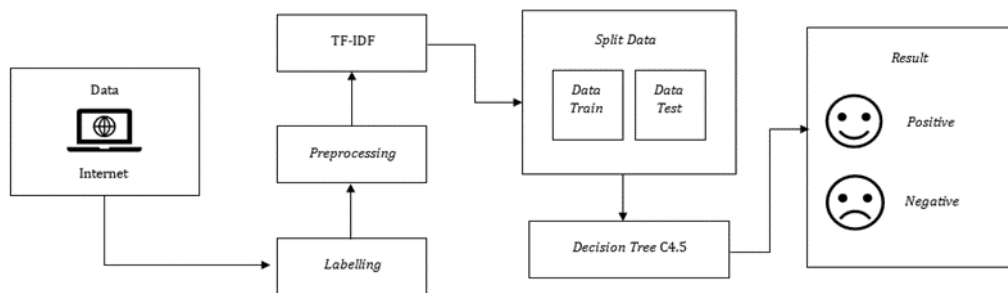 Data
Internet
Labelling
Preprocessing
TF-IDF
Split Data
Data
Train
Data
Test
Decision Tree C4.5
Result
Positive
Negative